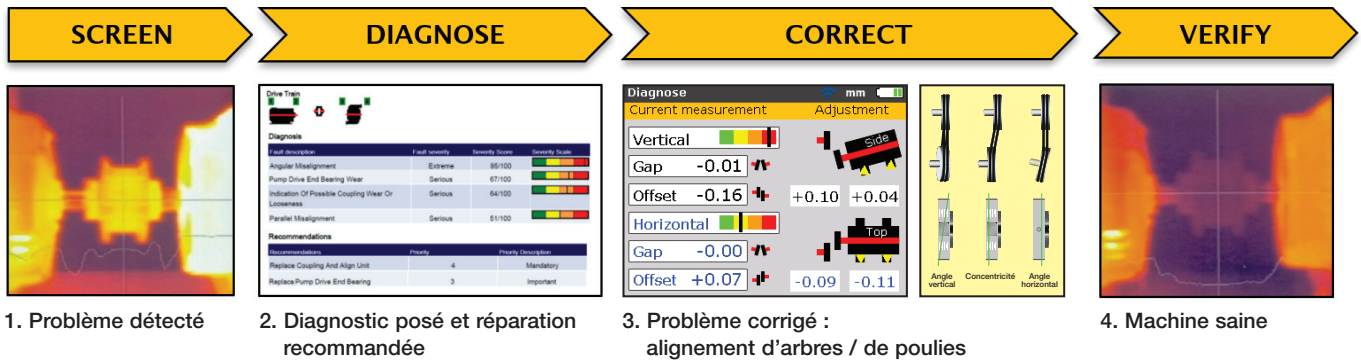 SCREEN
DIAGNOSE
CORRECT
VERIFY
Drive Train
Diagnosis
Fault description Fault severity Severity Score Severity Scale
Angular Misalignment Extreme 95/100
Pump Drive End Bearing Wear Serious 67/100
Indication Of Possible Coupling Wear Or
Looseness Serious 64/100
Parallel Misalignment Serious 51/100
Recommendations
Recommendations Priority Priority Description
Replace Coupling And Align Unit 4 Mandatory
Replace Pump Drive End Bearing 3 Important
Diagnose mm
Current measurement Adjustment
Vertical
Side
Gap -0.01
Offset -0.16 +0.10 +0.04
Horizontal
Top
Gap -0.00
Offset +0.07 -0.09 -0.11
Angle
vertical
Concentricité
Angle
horizontal
1. Problème détecté
2. Diagnostic posé et réparation
recommandée
3. Problème corrigé :
alignement d'arbres / de poulies
4. Machine saine